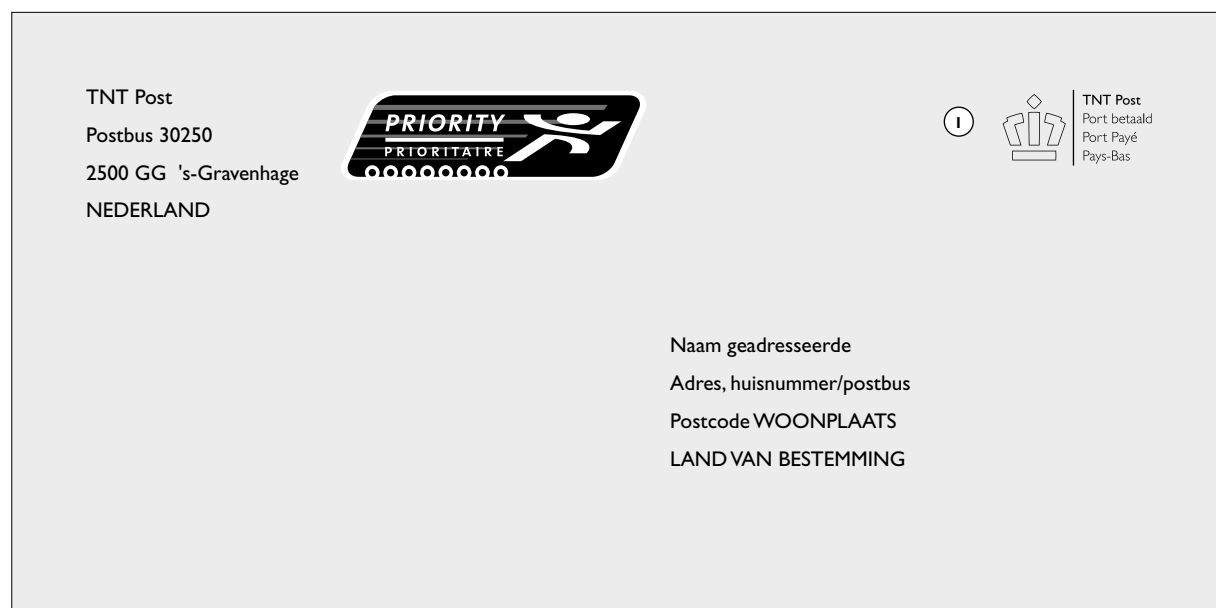 TNT Post
Postbus 30250
2500 GG 's-Gravenhage
NEDERLAND
PRIORITY
PRIORITAIRE
1
TNT Post
Port betaald
Port Payé
Pays-Bas
Naam geadresseerde
Adres, huisnummer/postbus
Postcode WOONPLAATS
LAND VAN BESTEMMING